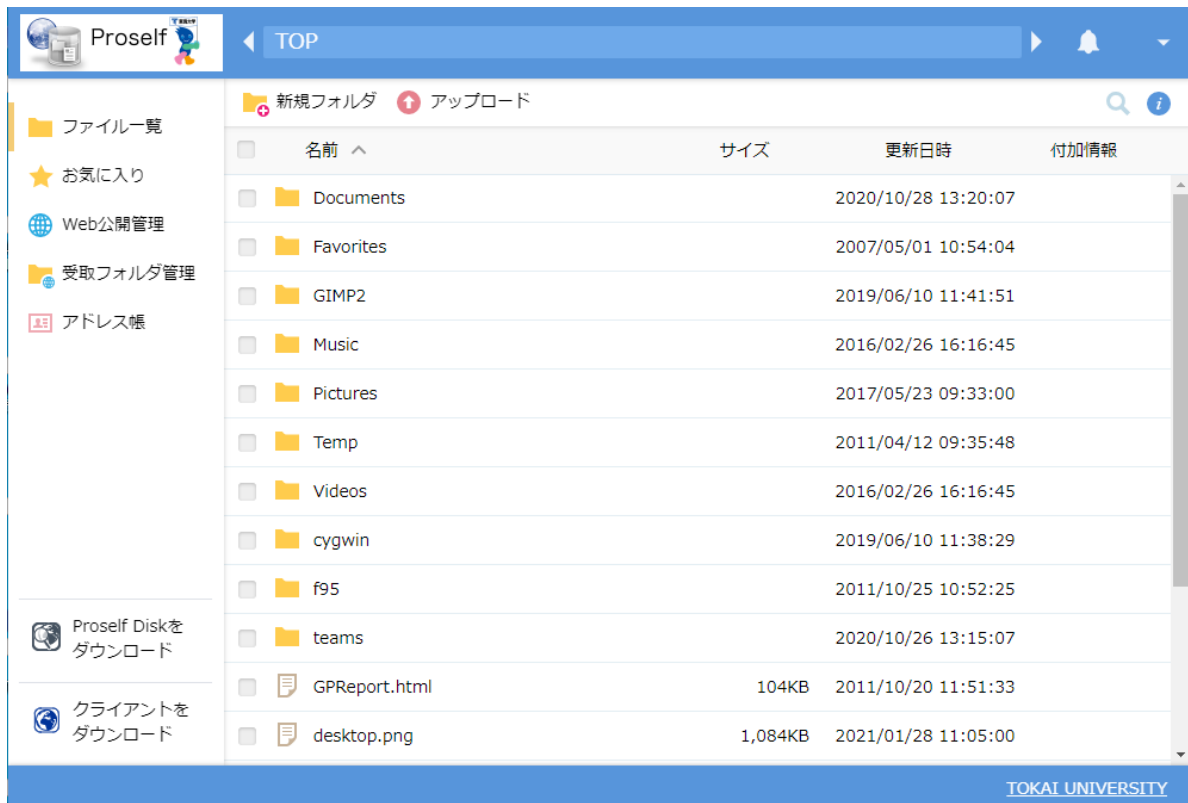 Proself
TOP
新規フォルダ アップロード
ファイル一覧
お気に入り
Web公開管理
受取フォルダ管理
アドレス帳
名前 サイズ 更新日時 付加情報
Documents 2020/10/28 13:20:07
Favorites 2007/05/01 10:54:04
GIMP2 2019/06/10 11:41:51
Music 2016/02/26 16:16:45
Pictures 2017/05/23 09:33:00
Temp 2011/04/12 09:35:48
Videos 2016/02/26 16:16:45
cygwin 2019/06/10 11:38:29
f95 2011/10/25 10:52:25
teams 2020/10/26 13:15:07
GPReport.html 104KB 2011/10/20 11:51:33
desktop.png 1,084KB 2021/01/28 11:05:00
Proself Diskを
ダウンロード
クライアントを
ダウンロード
TOKAI UNIVERSITY